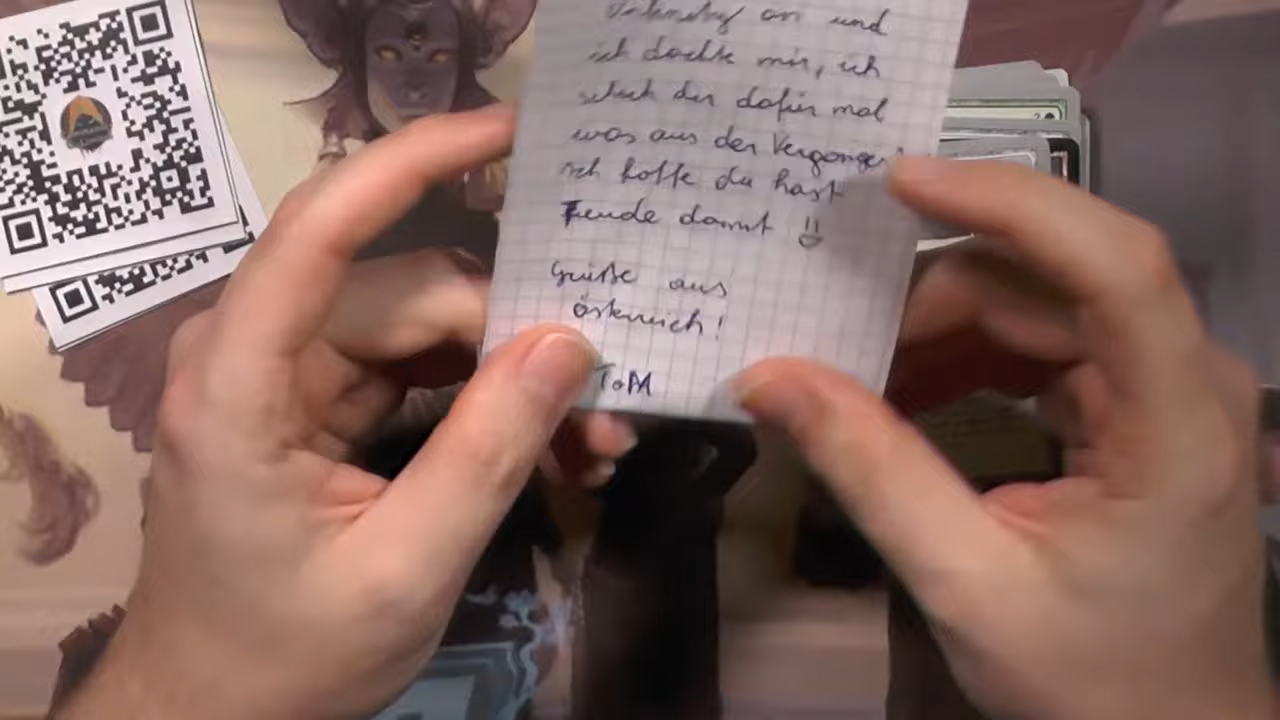 an und
ich dachte mir, ich
schick dir dafür mal
was aus der Vergangen
ich hoffe du hast
Freude damit
Grüße aus
Österreich!
ToM